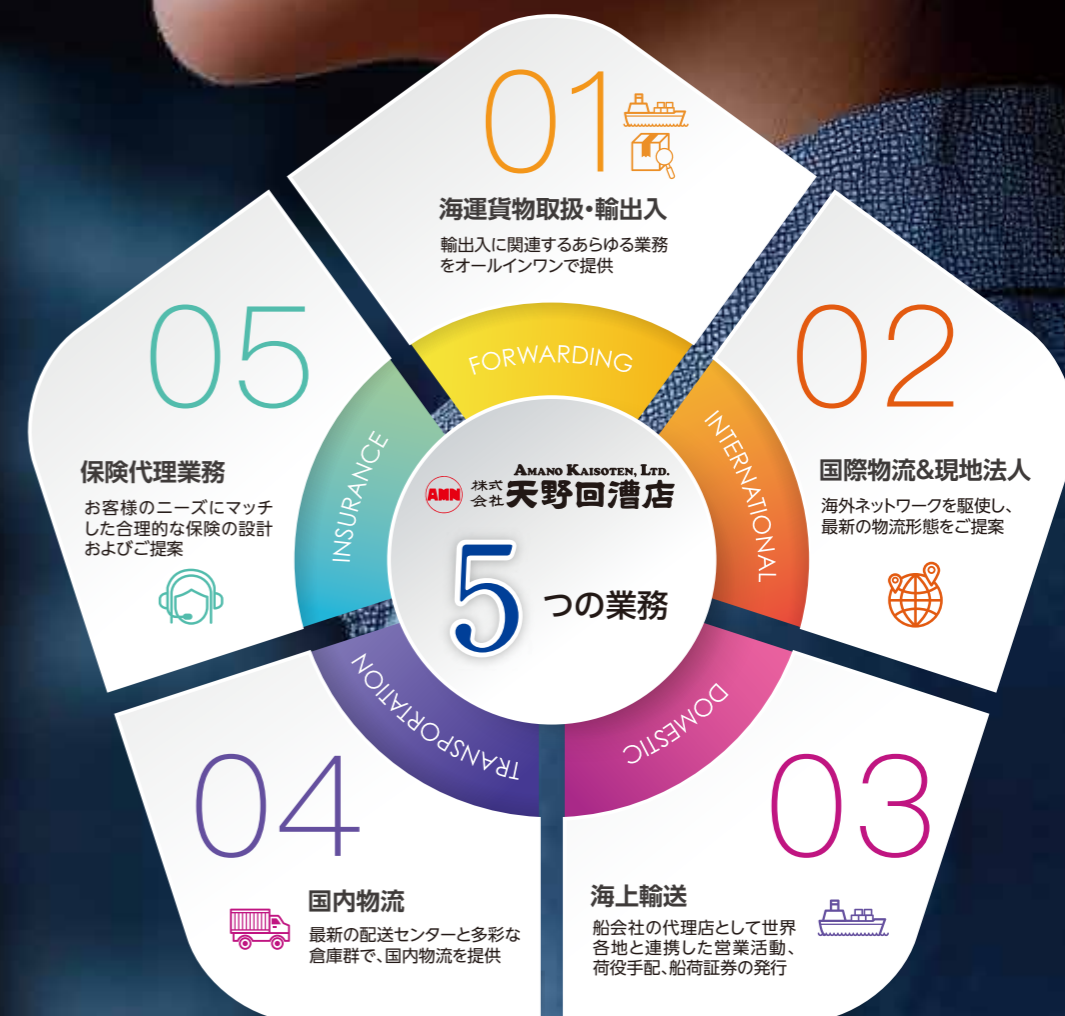 01
海運貨物取扱・輸出入
輸出入に関連するあらゆる業務
をオールインワンで提供
FORWARDING
02
国際物流&現地法人
海外ネットワークを駆使し、
最新の物流形態をご提案
INTERNATIONAL
03
海上輸送
船会社の代理店として世界
各地と連携した営業活動、
荷役手配、船荷証券の発行
DOMESTIC
04
国内物流
最新の配送センターと多彩な
倉庫群で、国内物流を提供
TRANSPORTATION
05
保険代理業務
お客様のニーズにマッチ
した合理的な保険の設計
およびご提案
INSURANCE
AMANO KAISOTEN, LTD.
AMN 株式会社 天野回漕店
5つの業務